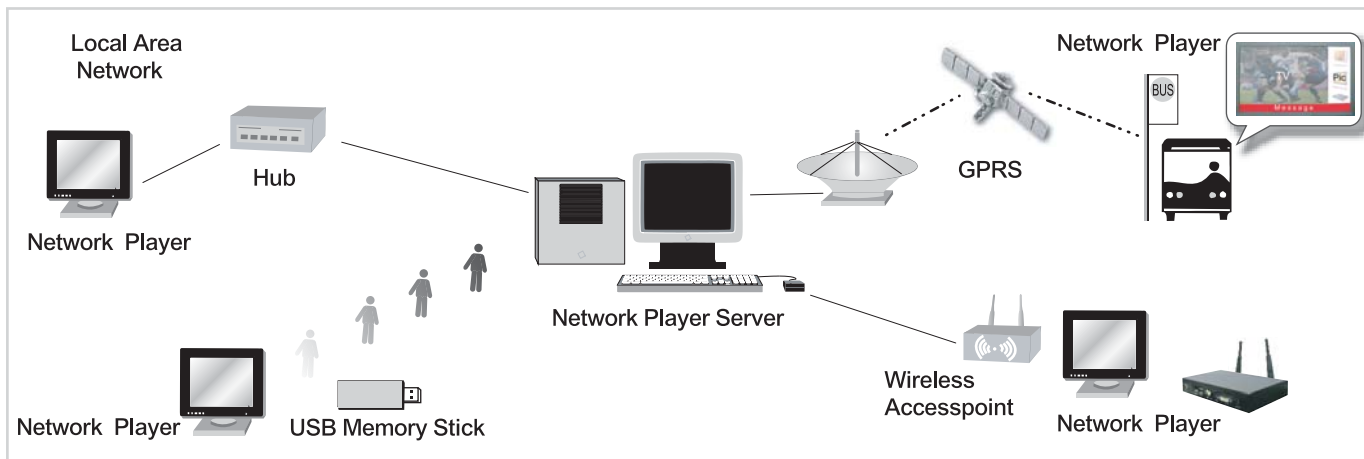 Local Area
Network
Hub
Network Player
Network Player
USB Memory Stick
Network Player Server
GPRS
Network Player
BUS
TV
Pic
Message
Wireless
Accesspoint
Network Player